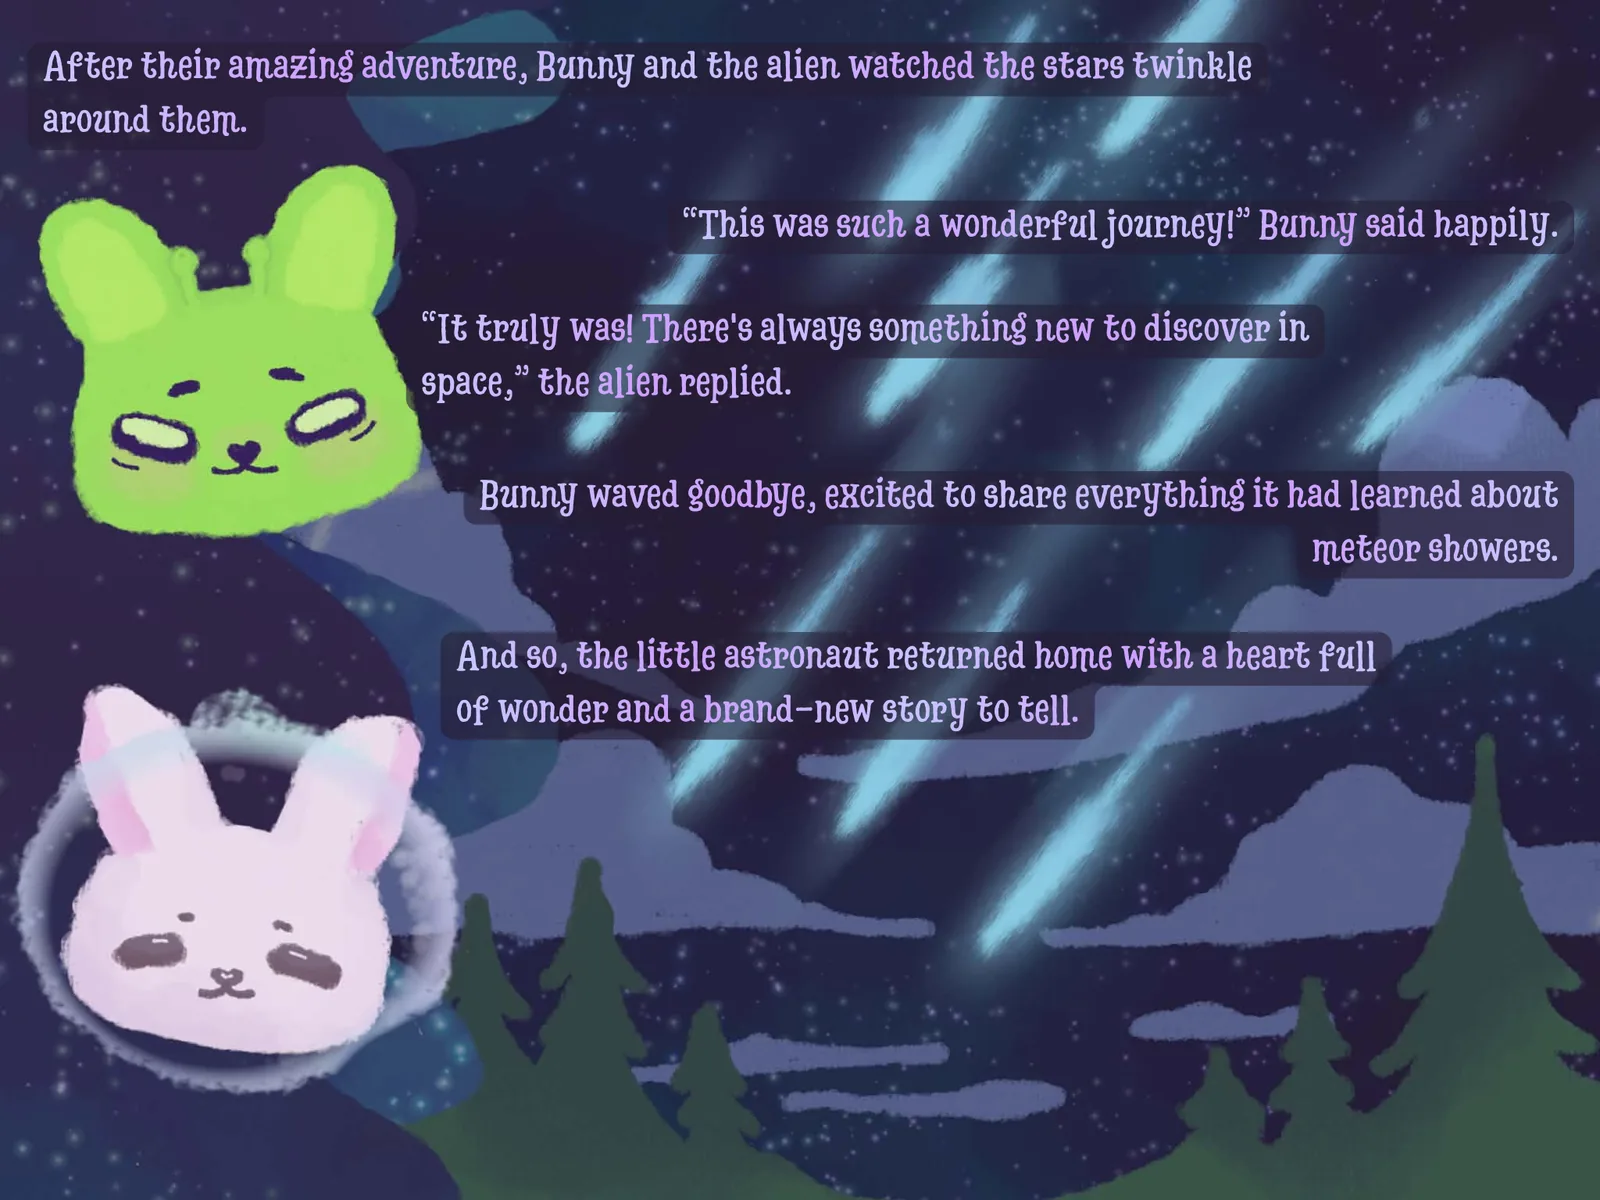 After their amazing adventure, Bunny and the alien watched the stars twinkle
around them.
“This was such a wonderful journey!” Bunny said happily.
“It truly was! There's always something new to discover in
space,” the alien replied.
Bunny waved goodbye, excited to share everything it had learned about
meteor showers.
And so, the little astronaut returned home with a heart full
of wonder and a brand-new story to tell.